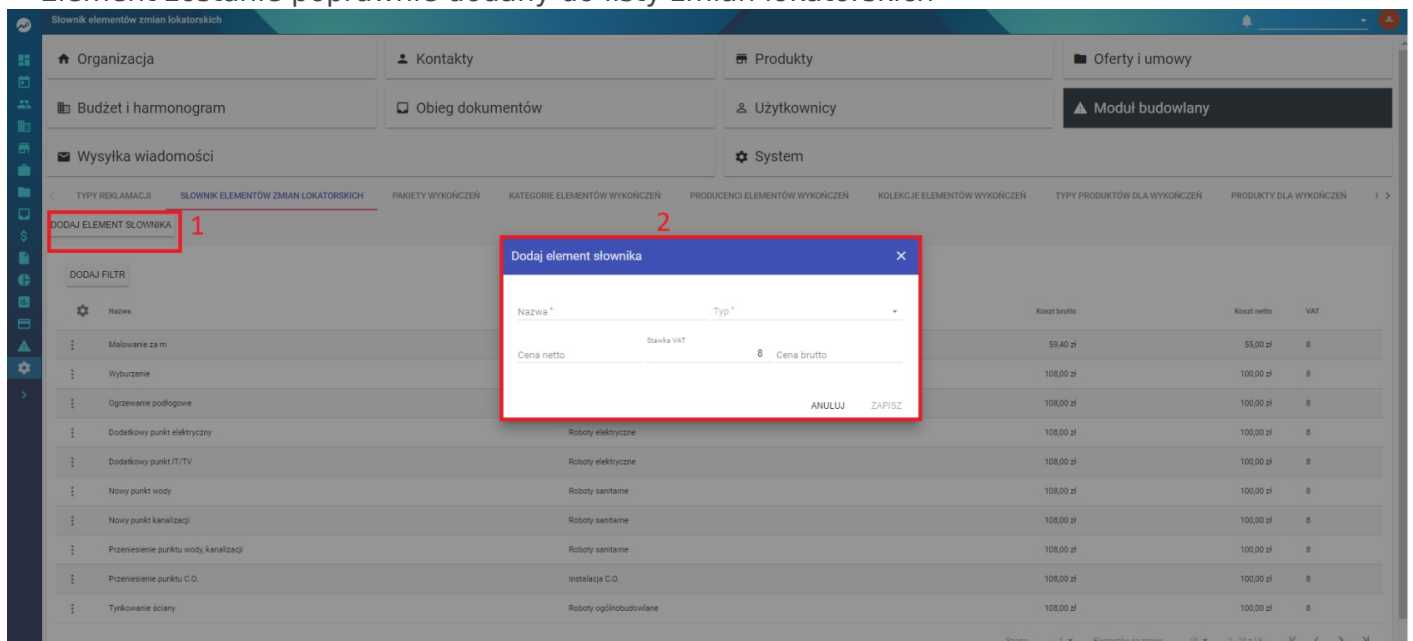 Element zostanie poprawnie dodany do listy zmian lokatorskich
Słownik elementów zmian lokatorskich
Organizacja Kontakty Produkty Oferty i umowy
Budżet i harmonogram Obieg dokumentów Użytkownicy Moduł budowlany
Wysyłka wiadomości System
TYPY REKLAMACJI SŁOWNIK ELEMENTÓW ZMIAN LOKATORSKICH PAKIETY WYKOŃCZEŃ KATEGORIE ELEMENTÓW WYKOŃCZEŃ PRODUCENCI ELEMENTÓW WYKOŃCZEŃ KOLEKCJE ELEMENTÓW WYKOŃCZEŃ TYPY PRODUKTÓW DLA WYKOŃCZEŃ PRODUKTY DLA WYKOŃCZEŃ
DODAJ ELEMENT SŁOWNIKA 1 2
Dodaj element słownika
DODAJ FILTR
Nazwa * Typ *
Nazwa Koszt brutto Koszt netto VAT
Malowanie za m 59,40 zł 55,00 zł 8
Stawka VAT
Cena netto 8 Cena brutto
Wyburzenie 108,00 zł 100,00 zł 8
Ogrzewanie podłogowe 108,00 zł 100,00 zł 8
ANULUJ ZAPISZ
Dodatkowy punkt elektryczny Roboty elektryczne 108,00 zł 100,00 zł 8
Dodatkowy punkt IT/TV Roboty elektryczne 108,00 zł 100,00 zł 8
Nowy punkt wody Roboty sanitarne 108,00 zł 100,00 zł 8
Nowy punkt kanalizacji Roboty sanitarne 108,00 zł 100,00 zł 8
Przeniesienie punktu wody, kanalizacji Roboty sanitarne 108,00 zł 100,00 zł 8
Przeniesienie punktu C.O. Instalacja C.O. 108,00 zł 100,00 zł 8
Tynkowanie ściany Roboty ogólnobudowlane 108,00 zł 100,00 zł 8